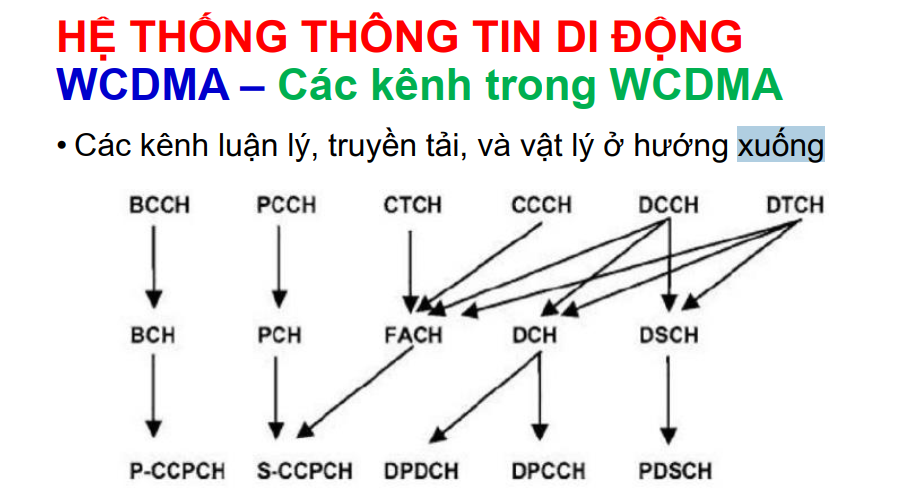 HỆ THỐNG THÔNG TIN DI ĐỘNG
WCDMA – Các kênh trong WCDMA
• Các kênh luận lý, truyền tải, và vật lý ở hướng xuống
BCCH PCCH CTCH CCCH DCCH DTCH
BCH PCH FACH DCH DSCH
P-CCPCH S-CCPCH DPDCH DPCCH PDSCH